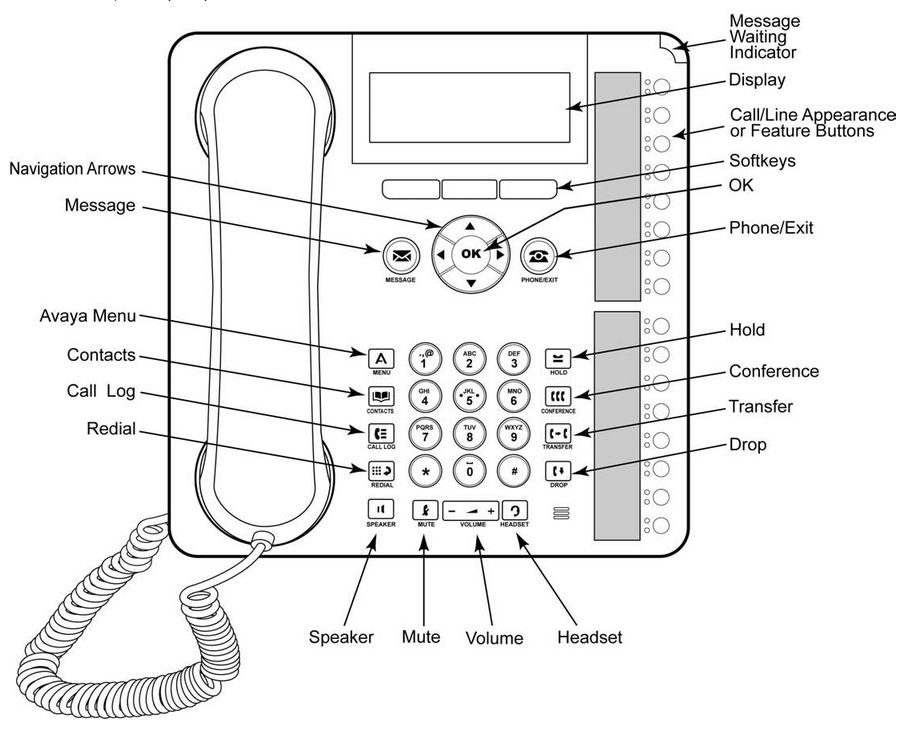 Message
Waiting
Indicator
Display
Call/Line Appearance
or Feature Buttons
Navigation Arrows
Softkeys
OK
Message
Phone/Exit
OK
MESSAGE
PHONE/EXIT
Avaya Menu
Hold
Contacts
Conference
Call Log
Transfer
Redial
Drop
A
MENU
.,@
1
ABC
2
DEF
3
HOLD
CONTACTS
GHI
4
JKL
5
MNO
6
CONFERENCE
CALL LOG
PQRS
7
TUV
8
WXYZ
9
TRANSFER
REDIAL
*
0
#
DROP
SPEAKER
MUTE
- +
VOLUME
HEADSET
Speaker
Mute
Volume
Headset